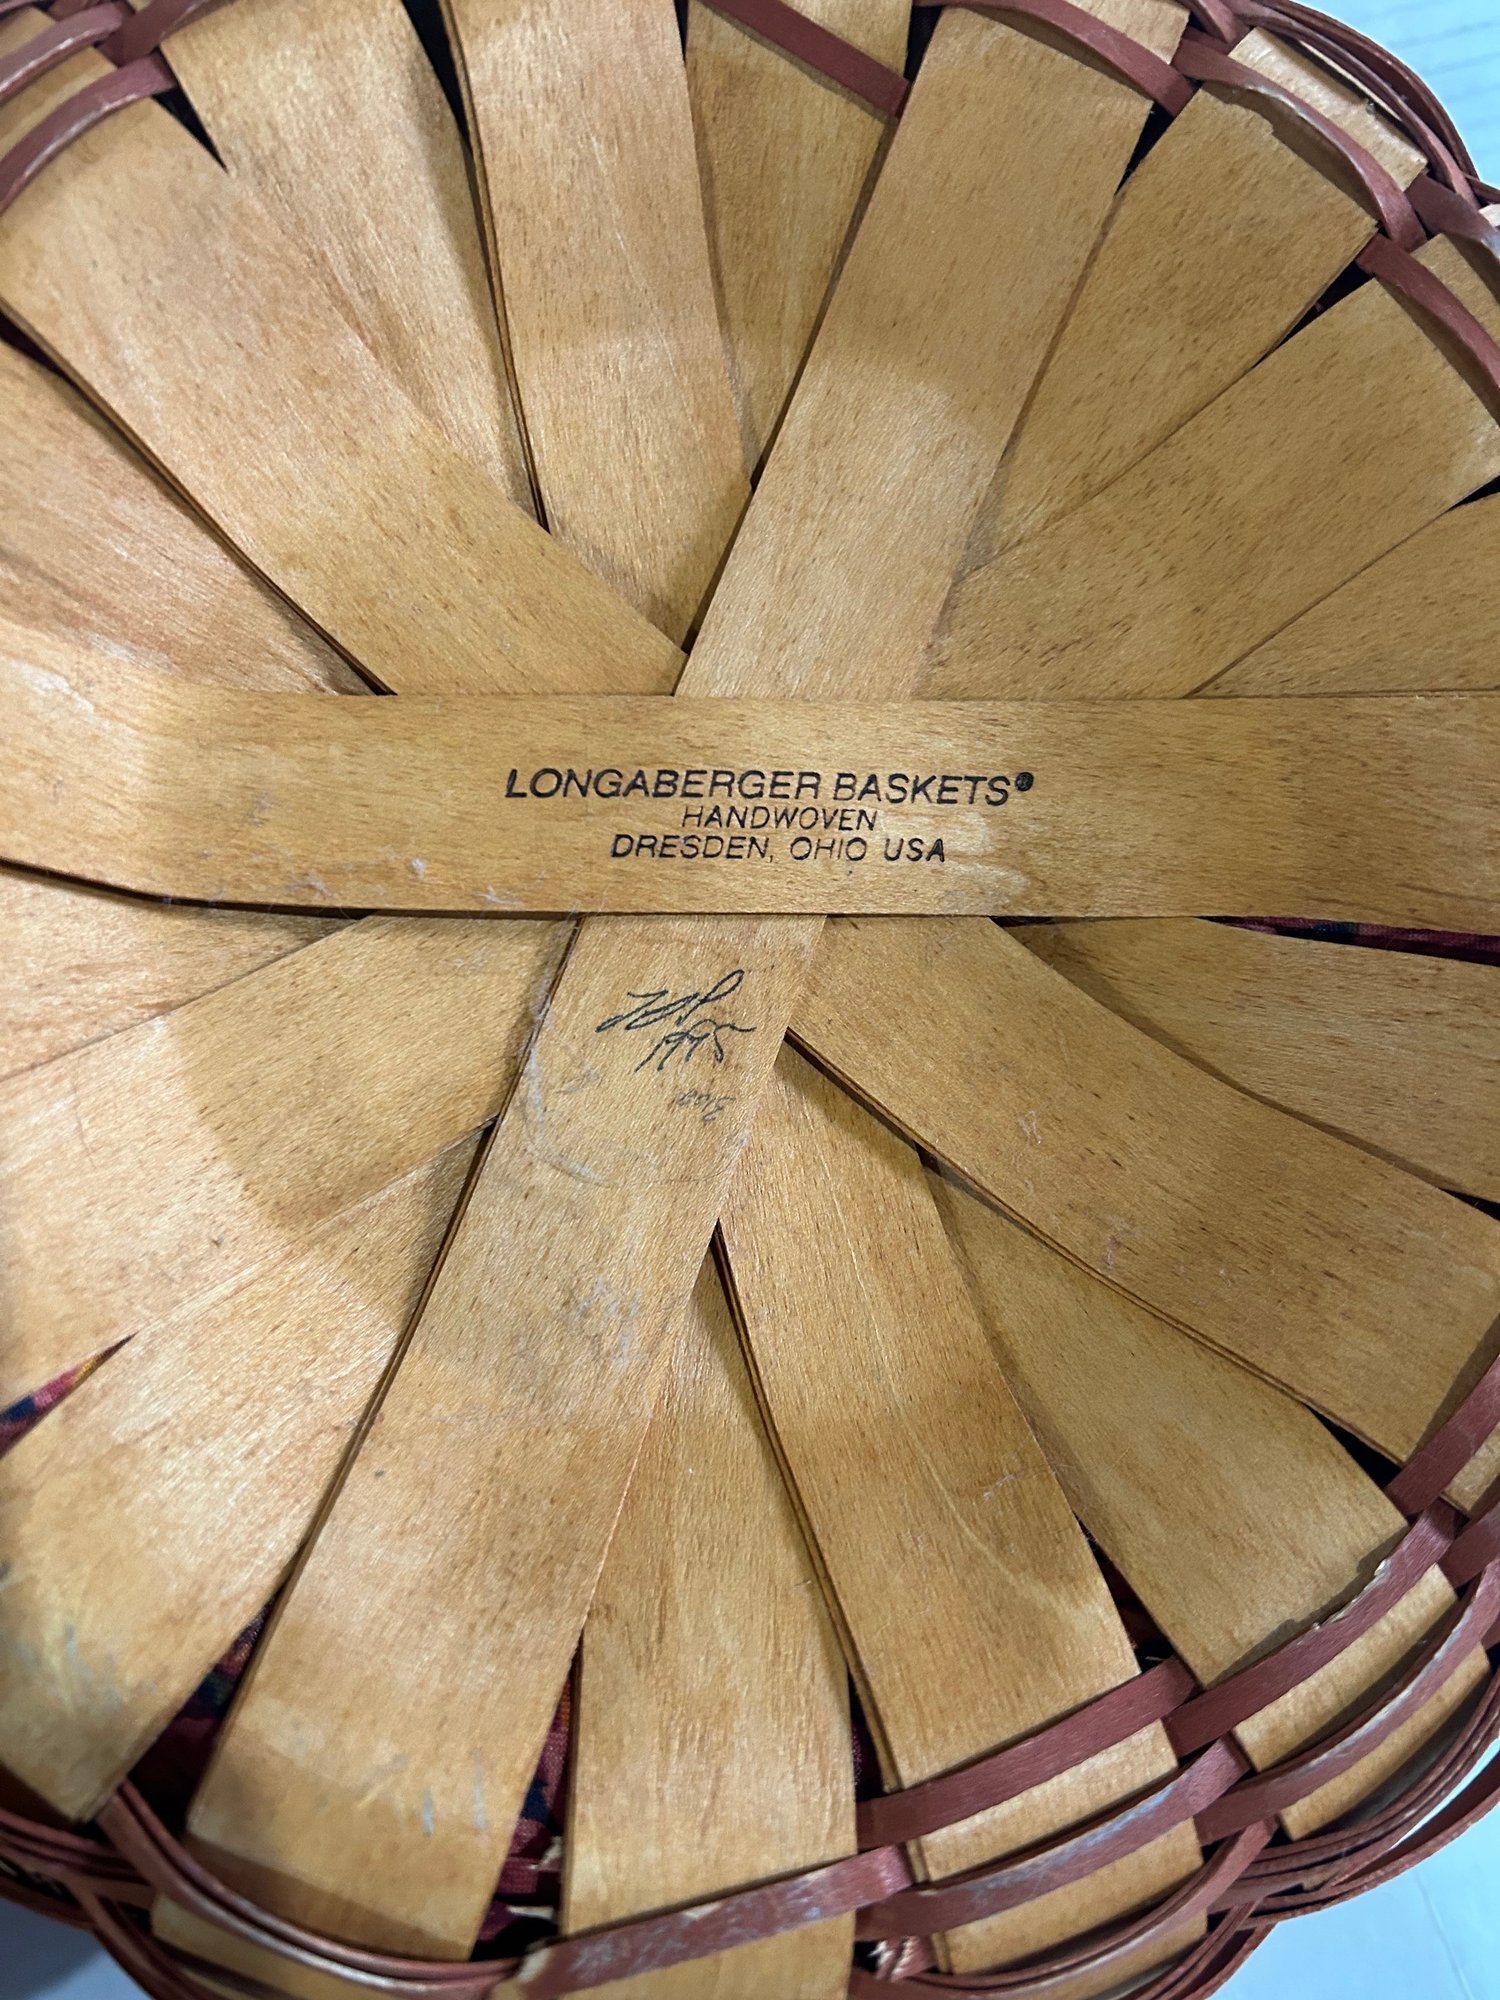 LONGABERGER BASKETS®
HANDWOVEN
DRESDEN, OHIO USA
1995